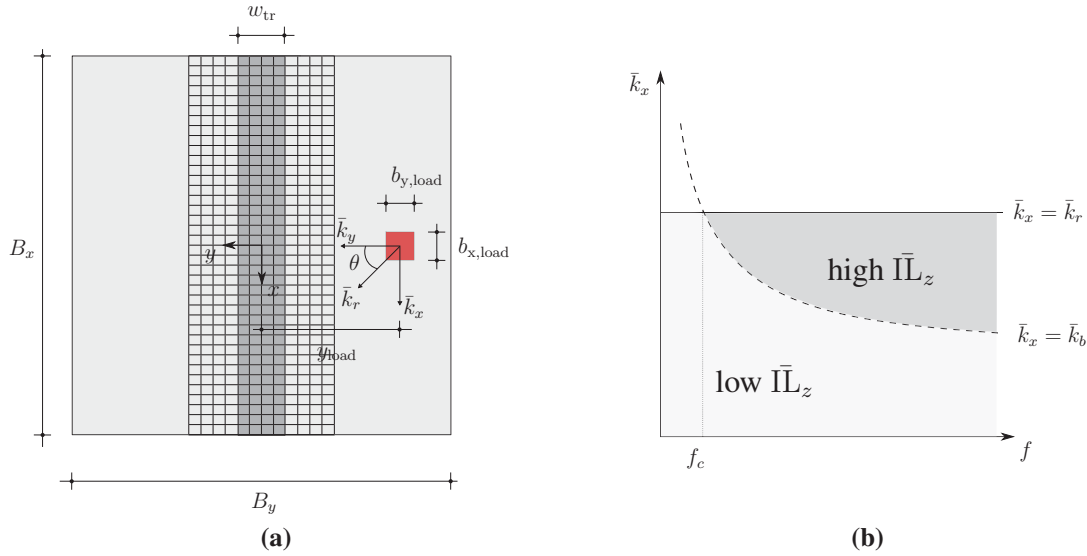 w_tr
B_x
b_y,load
k̄_y
b_x,load
y
θ
x
k̄_r
k̄_x
y_load
B_y
(a)
k̄_x
k̄_x = k̄_r
high IL̄_z
k̄_x = k̄_b
low IL̄_z
f_c
f
(b)